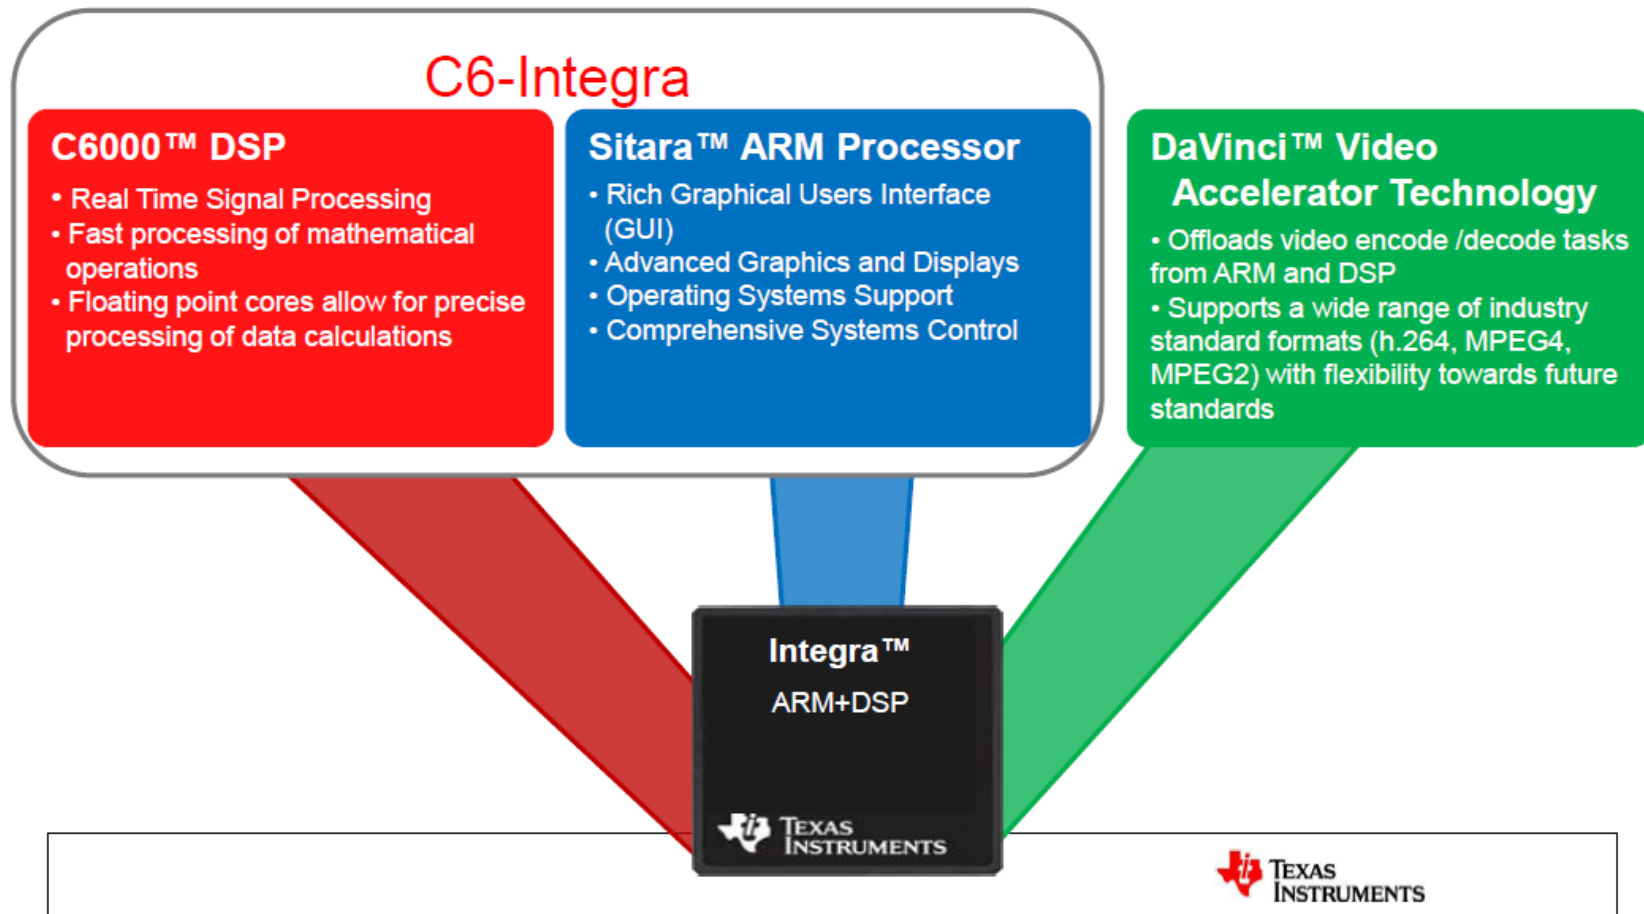 C6-Integra
C6000™ DSP
• Real Time Signal Processing
• Fast processing of mathematical
operations
• Floating point cores allow for precise
processing of data calculations
Sitara™ ARM Processor
• Rich Graphical Users Interface
(GUI)
• Advanced Graphics and Displays
• Operating Systems Support
• Comprehensive Systems Control
DaVinci™ Video
Accelerator Technology
• Offloads video encode /decode tasks
from ARM and DSP
• Supports a wide range of industry
standard formats (h.264, MPEG4,
MPEG2) with flexibility towards future
standards
Integra™
ARM+DSP
TEXAS
INSTRUMENTS
TEXAS
INSTRUMENTS